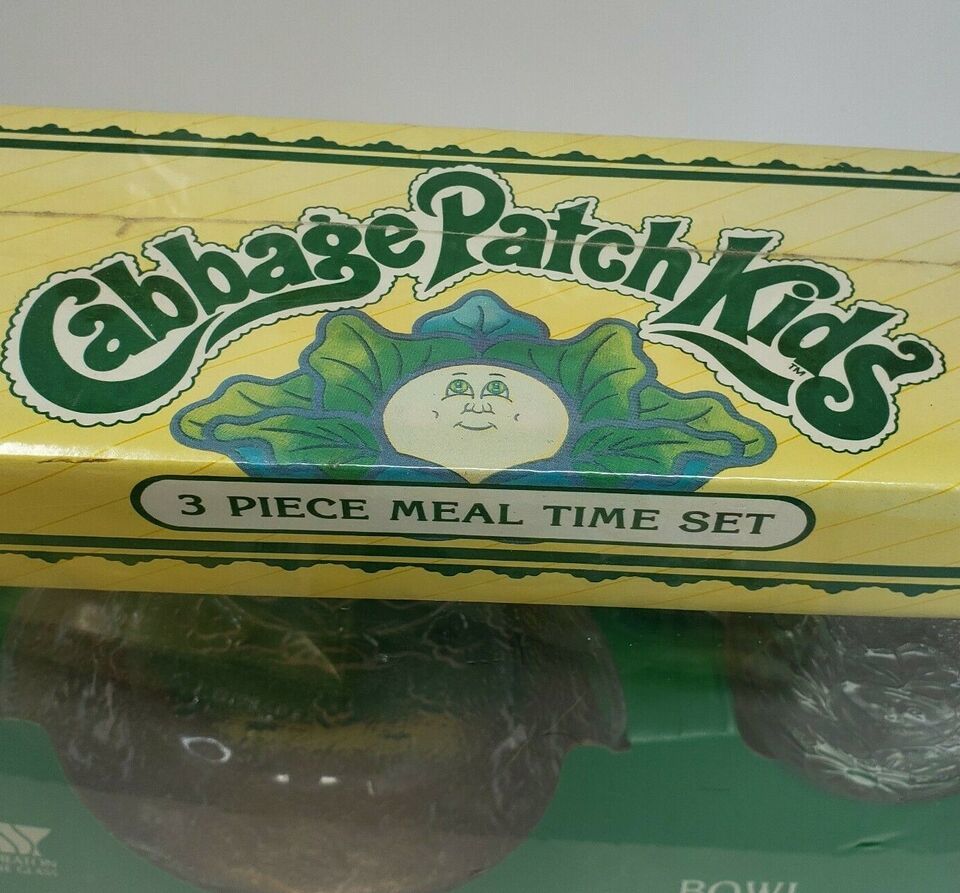 Cabbage Patch Kids™
3 PIECE MEAL TIME SET
BOWL